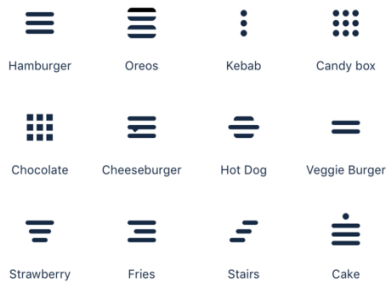 Hamburger Oreos Kebab Candy box
Chocolate Cheeseburger Hot Dog Veggie Burger
Strawberry Fries Stairs Cake